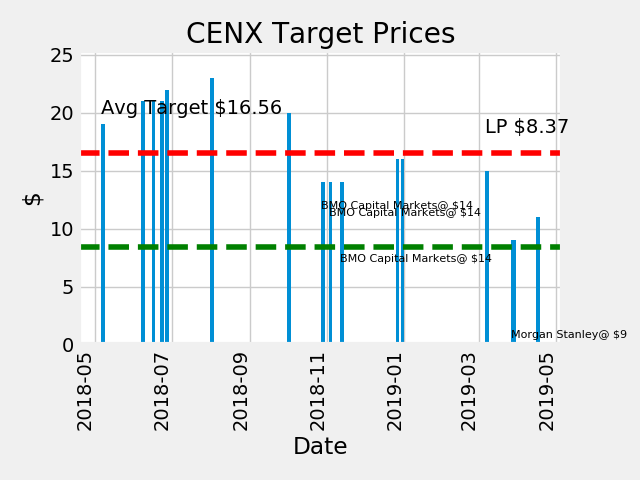 CENX Target Prices
25
20
15
10
5
0
$
Avg Target $16.56
LP $8.37
BMO Capital Markets@ $14
BMO Capital Markets@ $14
BMO Capital Markets@ $14
Morgan Stanley@ $9
2018-05
2018-07
2018-09
2018-11
2019-01
2019-03
2019-05
Date